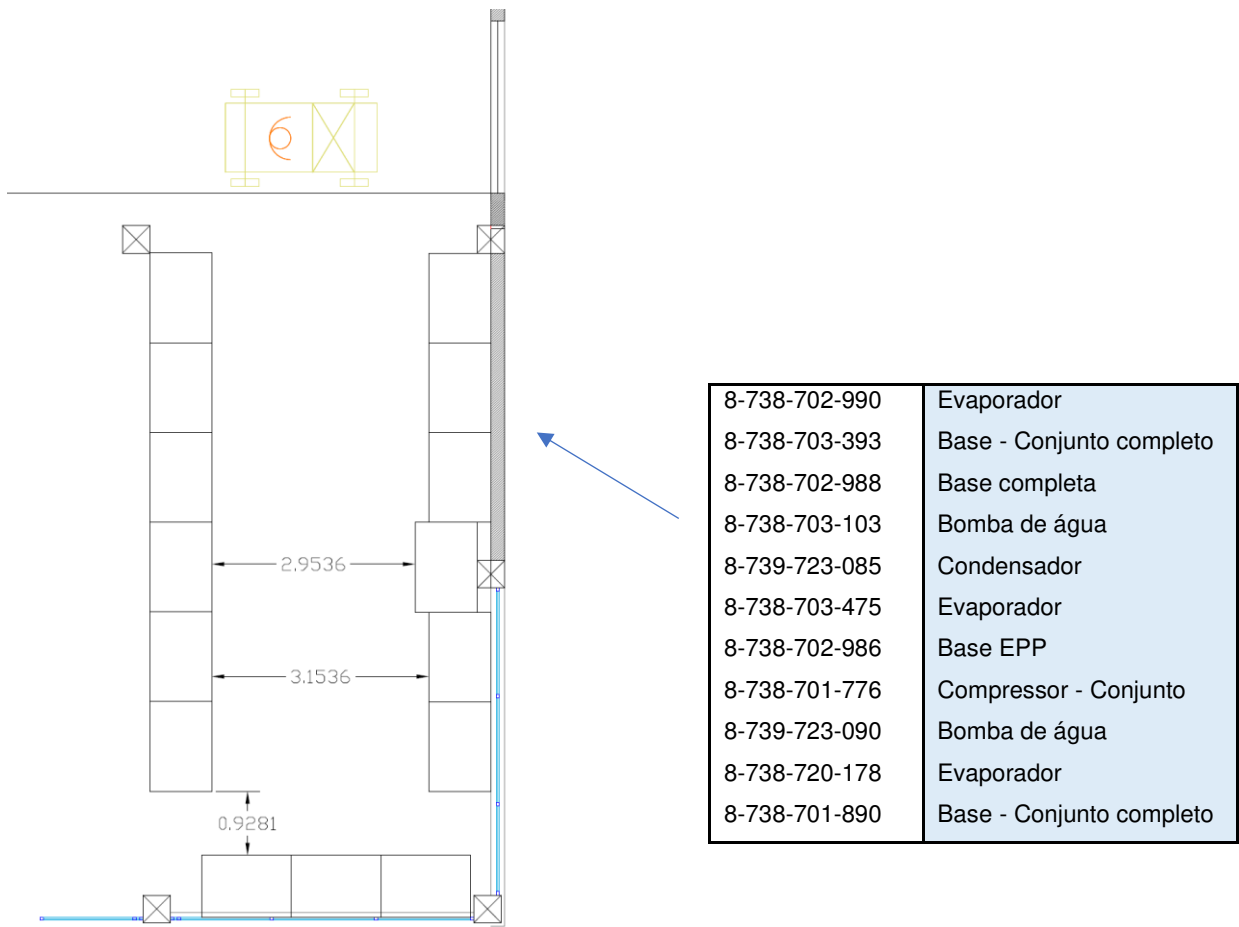 2.9536
3.1536
0.9281
8-738-702-990 Evaporador
8-738-703-393 Base - Conjunto completo
8-738-702-988 Base completa
8-738-703-103 Bomba de água
8-739-723-085 Condensador
8-738-703-475 Evaporador
8-738-702-986 Base EPP
8-738-701-776 Compressor - Conjunto
8-739-723-090 Bomba de água
8-738-720-178 Evaporador
8-738-701-890 Base - Conjunto completo